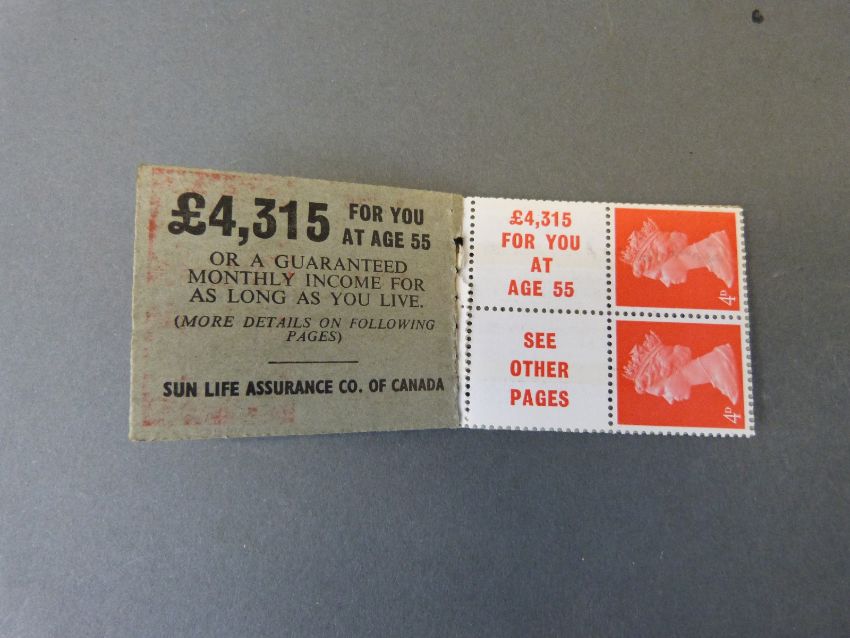 £4,315 FOR YOU
AT AGE 55
OR A GUARANTEED
MONTHLY INCOME FOR
AS LONG AS YOU LIVE.
(MORE DETAILS ON FOLLOWING
PAGES)
SUN LIFE ASSURANCE CO. OF CANADA
£4,315
FOR YOU
AT
AGE 55
SEE
OTHER
PAGES
4D
4D